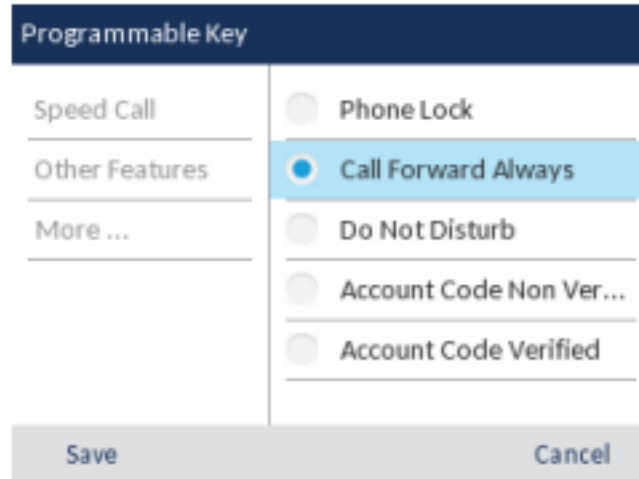 Programmable Key
Speed Call
Other Features
More ...
Phone Lock
Call Forward Always
Do Not Disturb
Account Code Non Ver...
Account Code Verified
Save
Cancel